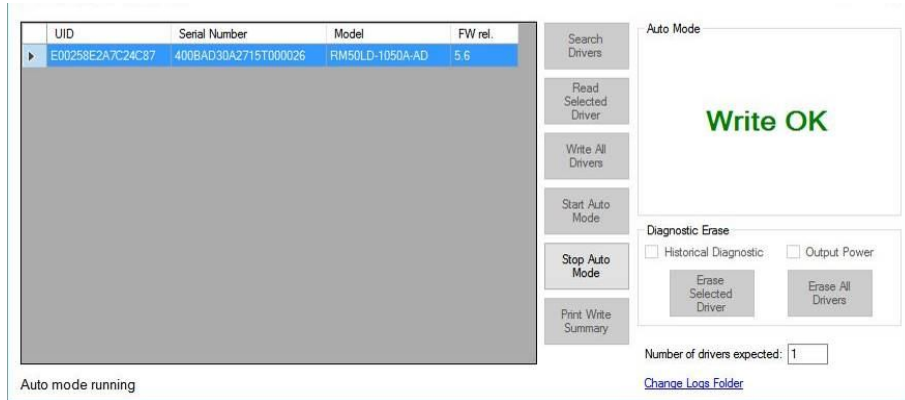 UID Serial Number Model FW rel.
E00258E2A7C24C87 400BAD30A2715T000026 RM50LD-1050A-AD 5.6
Search
Drivers
Read
Selected
Driver
Write All
Drivers
Start Auto
Mode
Stop Auto
Mode
Print Write
Summary
Auto Mode
Write OK
Diagnostic Erase
Historical Diagnostic Output Power
Erase
Selected
Driver
Erase All
Drivers
Number of drivers expected: 1
Change Logs Folder
Auto mode running